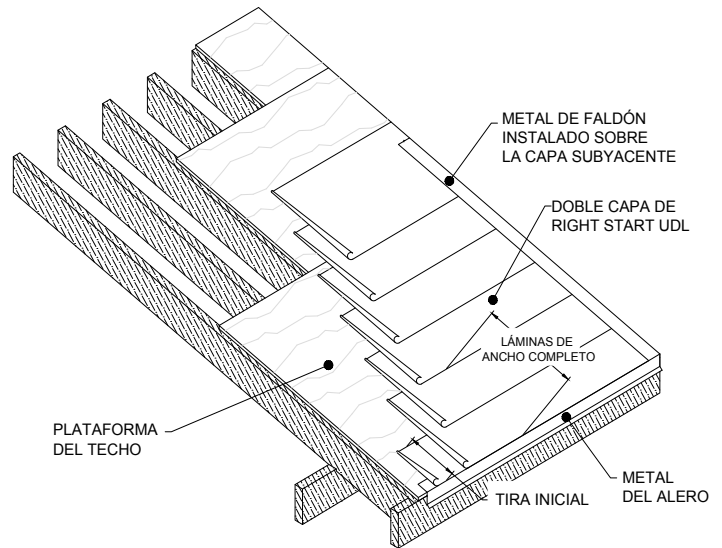 METAL DE FALDÓN
INSTALADO SOBRE
LA CAPA SUBYACENTE
DOBLE CAPA DE
RIGHT START UDL
LÁMINAS DE
ANCHO COMPLETO
PLATAFORMA
DEL TECHO
TIRA INICIAL
METAL
DEL ALERO